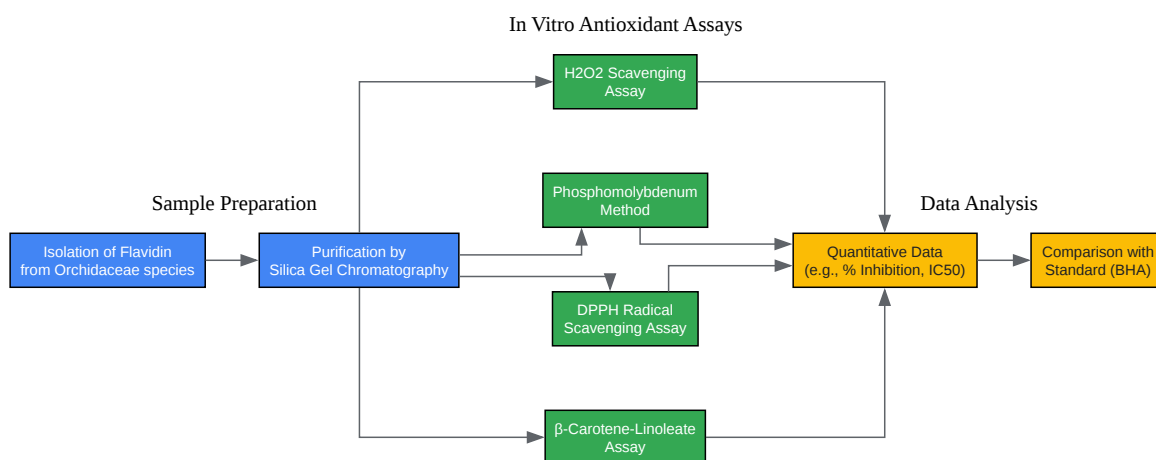 In Vitro Antioxidant Assays
H2O2 Scavenging
Assay
Phosphomolybdenum
Method
Sample Preparation
Data Analysis
Isolation of Flavidin
from Orchidaceae species
Purification by
Silica Gel Chromatography
Quantitative Data
(e.g., % Inhibition, IC50)
Comparison with
Standard (BHA)
DPPH Radical
Scavenging Assay
β-Carotene-Linoleate
Assay